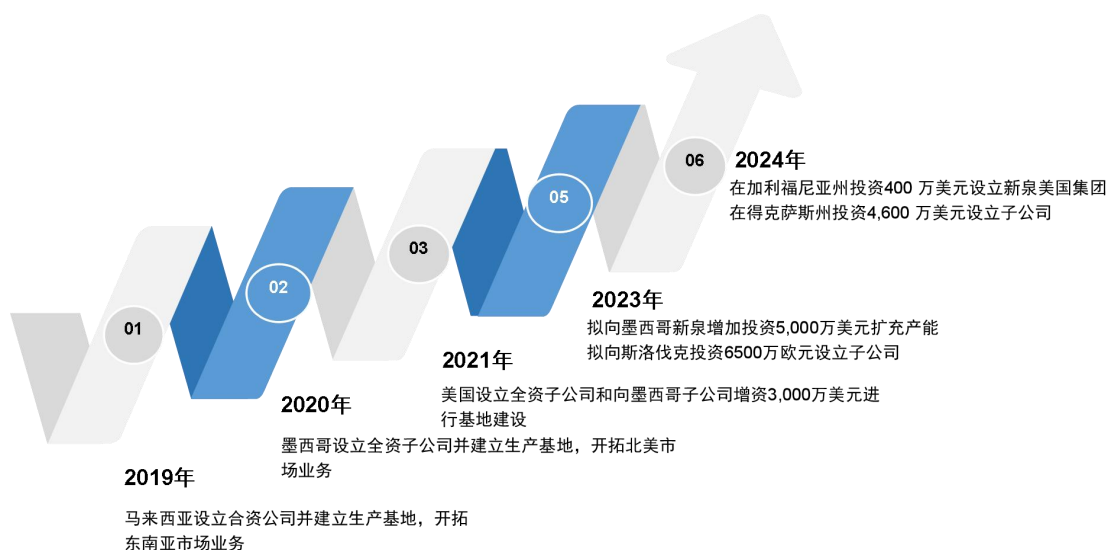 01
2019年
马来西亚设立合资公司并建立生产基地，开拓
东南亚市场业务
02
2020年
墨西哥设立全资子公司并建立生产基地，开拓北美市
场业务
03
2021年
美国设立全资子公司和向墨西哥子公司增资3,000万美元进
行基地建设
05
2023年
拟向墨西哥新泉增加投资5,000万美元扩充产能
拟向斯洛伐克投资6500万欧元设立子公司
06
2024年
在加利福尼亚州投资400 万美元设立新泉美国集团
在得克萨斯州投资4,600 万美元设立子公司